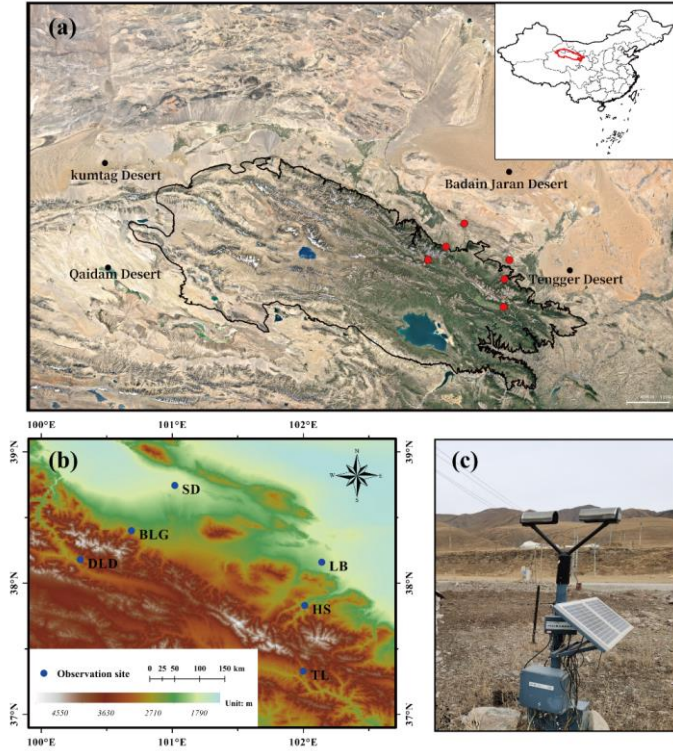 (a)
kumtag Desert
Badain Jaran Desert
Qaidam Desert
Tengger Desert
100°E
101°E
102°E
(b)
N
W
E
S
39°N
39°N
SD
BLG
DLD
LB
38°N
38°N
HS
TL
Observation site
0 25 50 100 150 km
Unit: m
4550 3650 2710 1790
37°N
37°N
100°E
101°E
102°E
(c)